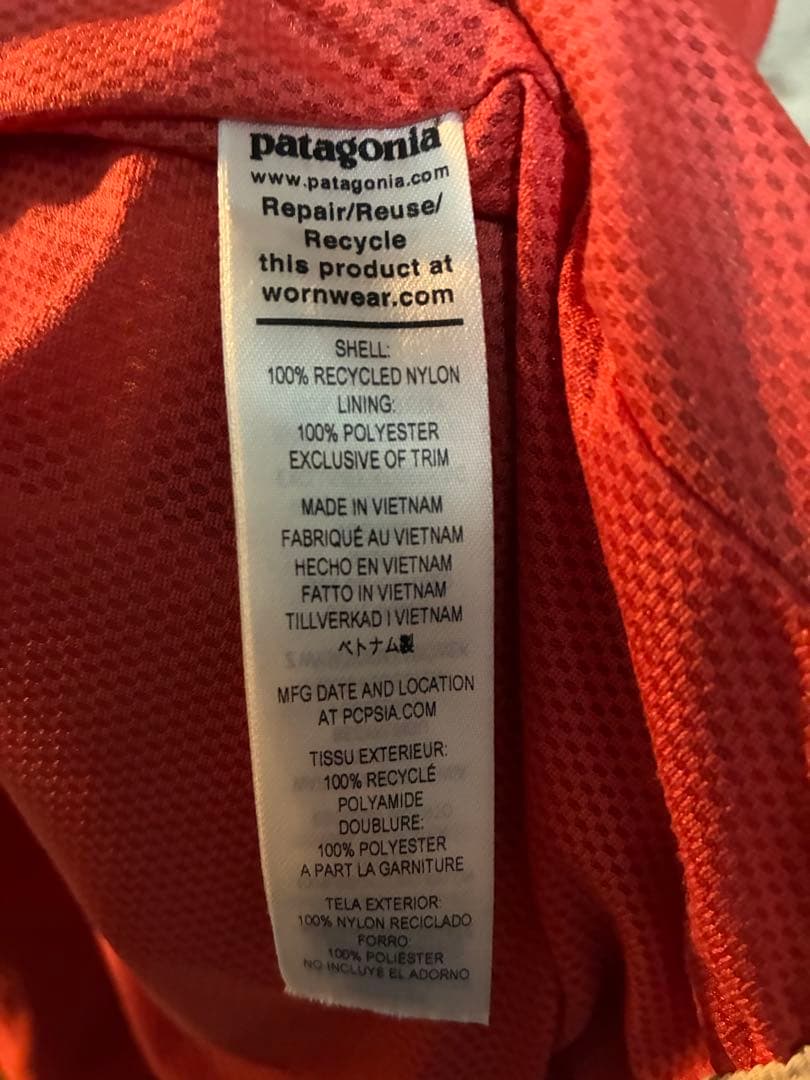 patagonia
www.patagonia.com
Repair/Reuse/
Recycle
this product at
wornwear.com
SHELL:
100% RECYCLED NYLON
LINING:
100% POLYESTER
EXCLUSIVE OF TRIM
MADE IN VIETNAM
FABRIQUÉ AU VIETNAM
HECHO EN VIETNAM
FATTO IN VIETNAM
TILLVERKAD I VIETNAM
ベトナム製
MFG DATE AND LOCATION
AT PCPSIA.COM
TISSU EXTERIEUR:
100% RECYCLÉ
POLYAMIDE
DOUBLURE:
100% POLYESTER
A PART LA GARNITURE
TELA EXTERIOR:
100% NYLON RECICLADO
FORRO:
100% POLIÉSTER
NO INCLUYE EL ADORNO